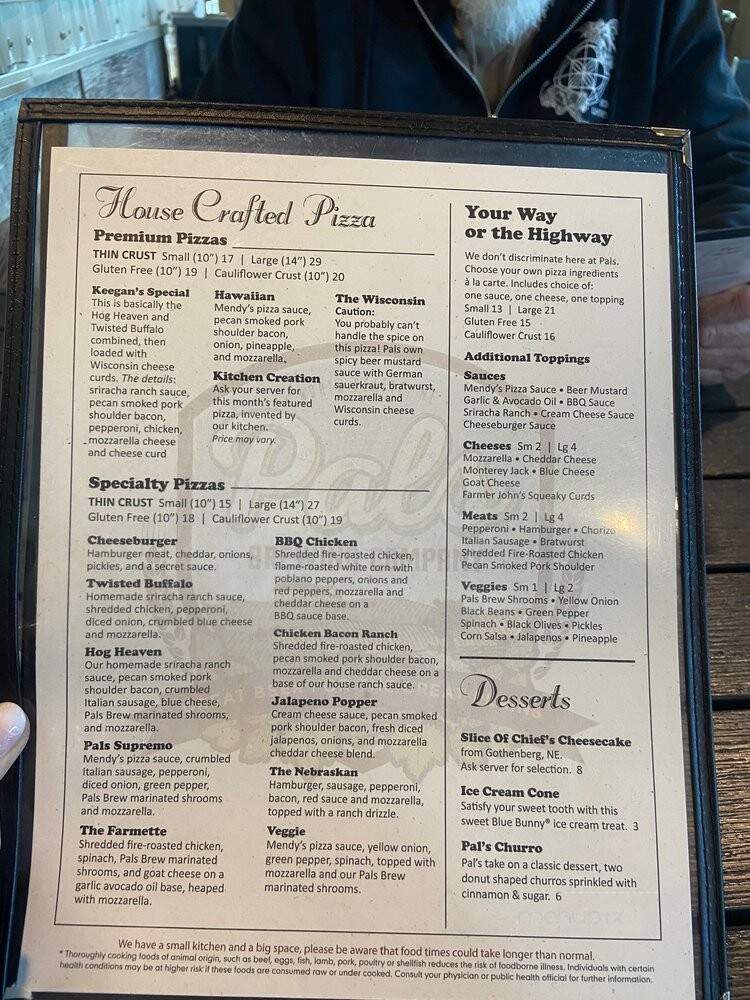 House Crafted Pizza
Premium Pizzas
THIN CRUST Small (10") 17 | Large (14") 29
Gluten Free (10") 19 | Cauliflower Crust (10") 20
Keegan's Special
This is basically the
Hog Heaven and
Twisted Buffalo
combined, then
loaded with
Wisconsin cheese
curds. The details:
sriracha ranch sauce,
pecan smoked pork
shoulder bacon,
pepperoni, chicken,
mozzarella cheese
and cheese curd
Hawaiian
Mendy's pizza sauce,
pecan smoked pork
shoulder bacon,
onion, pineapple,
and mozzarella.
Kitchen Creation
Ask your server for
this month's featured
pizza, invented by
our kitchen.
Price may vary.
The Wisconsin
Caution:
You probably can't
handle the spice on
this pizza! Pals own
spicy beer mustard
sauce with German
sauerkraut, bratwurst,
mozzarella and
Wisconsin cheese
curds.
Specialty Pizzas
THIN CRUST Small (10") 15 | Large (14") 27
Gluten Free (10") 18 | Cauliflower Crust (10") 19
Cheeseburger
Hamburger meat, cheddar, onions,
pickles, and a secret sauce.
Twisted Buffalo
Homemade sriracha ranch sauce,
shredded chicken, pepperoni,
diced onion, crumbled blue cheese
and mozzarella.
Hog Heaven
Our homemade sriracha ranch
sauce, pecan smoked pork
shoulder bacon, crumbled
Italian sausage, blue cheese,
Pals Brew marinated shrooms,
and mozzarella.
Pals Supremo
Mendy's pizza sauce, crumbled
Italian sausage, pepperoni,
diced onion, green pepper,
Pals Brew marinated shrooms
and mozzarella.
The Farmette
Shredded fire-roasted chicken,
spinach, Pals Brew marinated
shrooms, and goat cheese on a
garlic avocado oil base, heaped
with mozzarella.
BBQ Chicken
Shredded fire-roasted chicken,
flame-roasted white corn with
poblano peppers, onions and
red peppers, mozzarella and
cheddar cheese on a
BBQ sauce base.
Chicken Bacon Ranch
Shredded fire-roasted chicken,
pecan smoked pork shoulder bacon,
mozzarella and cheddar cheese on a
base of our house ranch sauce.
Jalapeno Popper
Cream cheese sauce, pecan smoked
pork shoulder bacon, fresh diced
jalapenos, onions, and mozzarella
cheddar cheese blend.
The Nebraskan
Hamburger, sausage, pepperoni,
bacon, red sauce and mozzarella,
topped with a ranch drizzle.
Veggie
Mendy's pizza sauce, yellow onion,
green pepper, spinach, topped with
mozzarella and our Pals Brew
marinated shrooms.
Your Way
or the Highway
We don't discriminate here at Pals.
Choose your own pizza ingredients
à la carte. Includes choice of:
one sauce, one cheese, one topping
Small 13 | Large 21
Gluten Free 15
Cauliflower Crust 16
Additional Toppings
Sauces
Mendy's Pizza Sauce • Beer Mustard
Garlic & Avocado Oil • BBQ Sauce
Sriracha Ranch • Cream Cheese Sauce
Cheeseburger Sauce
Cheeses Sm 2 | Lg 4
Mozzarella • Cheddar Cheese
Monterey Jack • Blue Cheese
Goat Cheese
Farmer John's Squeaky Curds
Meats Sm 2 | Lg 4
Pepperoni • Hamburger • Chorizo
Italian Sausage • Bratwurst
Shredded Fire-Roasted Chicken
Pecan Smoked Pork Shoulder
Veggies Sm 1 | Lg 2
Pals Brew Shrooms • Yellow Onion
Black Beans • Green Pepper
Spinach • Black Olives • Pickles
Corn Salsa • Jalapenos • Pineapple
Desserts
Slice Of Chief's Cheesecake
from Gothenberg, NE.
Ask server for selection. 8
Ice Cream Cone
Satisfy your sweet tooth with this
sweet Blue Bunny® ice cream treat. 3
Pal's Churro
Pal's take on a classic dessert, two
donut shaped churros sprinkled with
cinnamon & sugar. 6
We have a small kitchen and a big space, please be aware that food times could take longer than normal.
* Thoroughly cooking foods of animal origin, such as beef, eggs, fish, lamb, pork, poultry or shellfish reduces the risk of foodborne illness. Individuals with certain
health conditions may be at higher risk if these foods are consumed raw or under cooked. Consult your physician or public health official for further information.